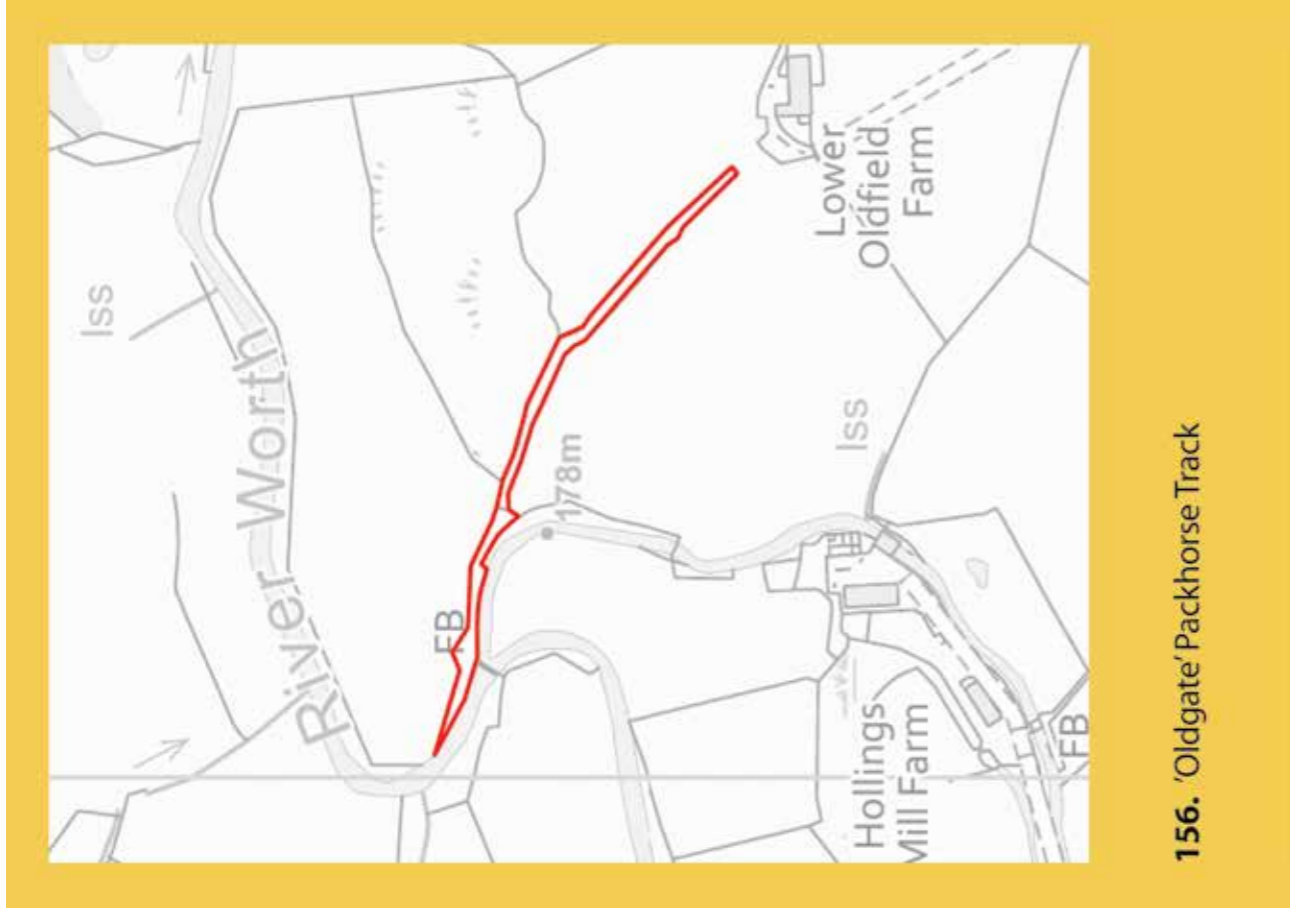 Iss
River Worth
FB
178m
Lower
Oldfield
Farm
Iss
Hollings
Mill Farm
FB
156. 'Oldgate' Packhorse Track